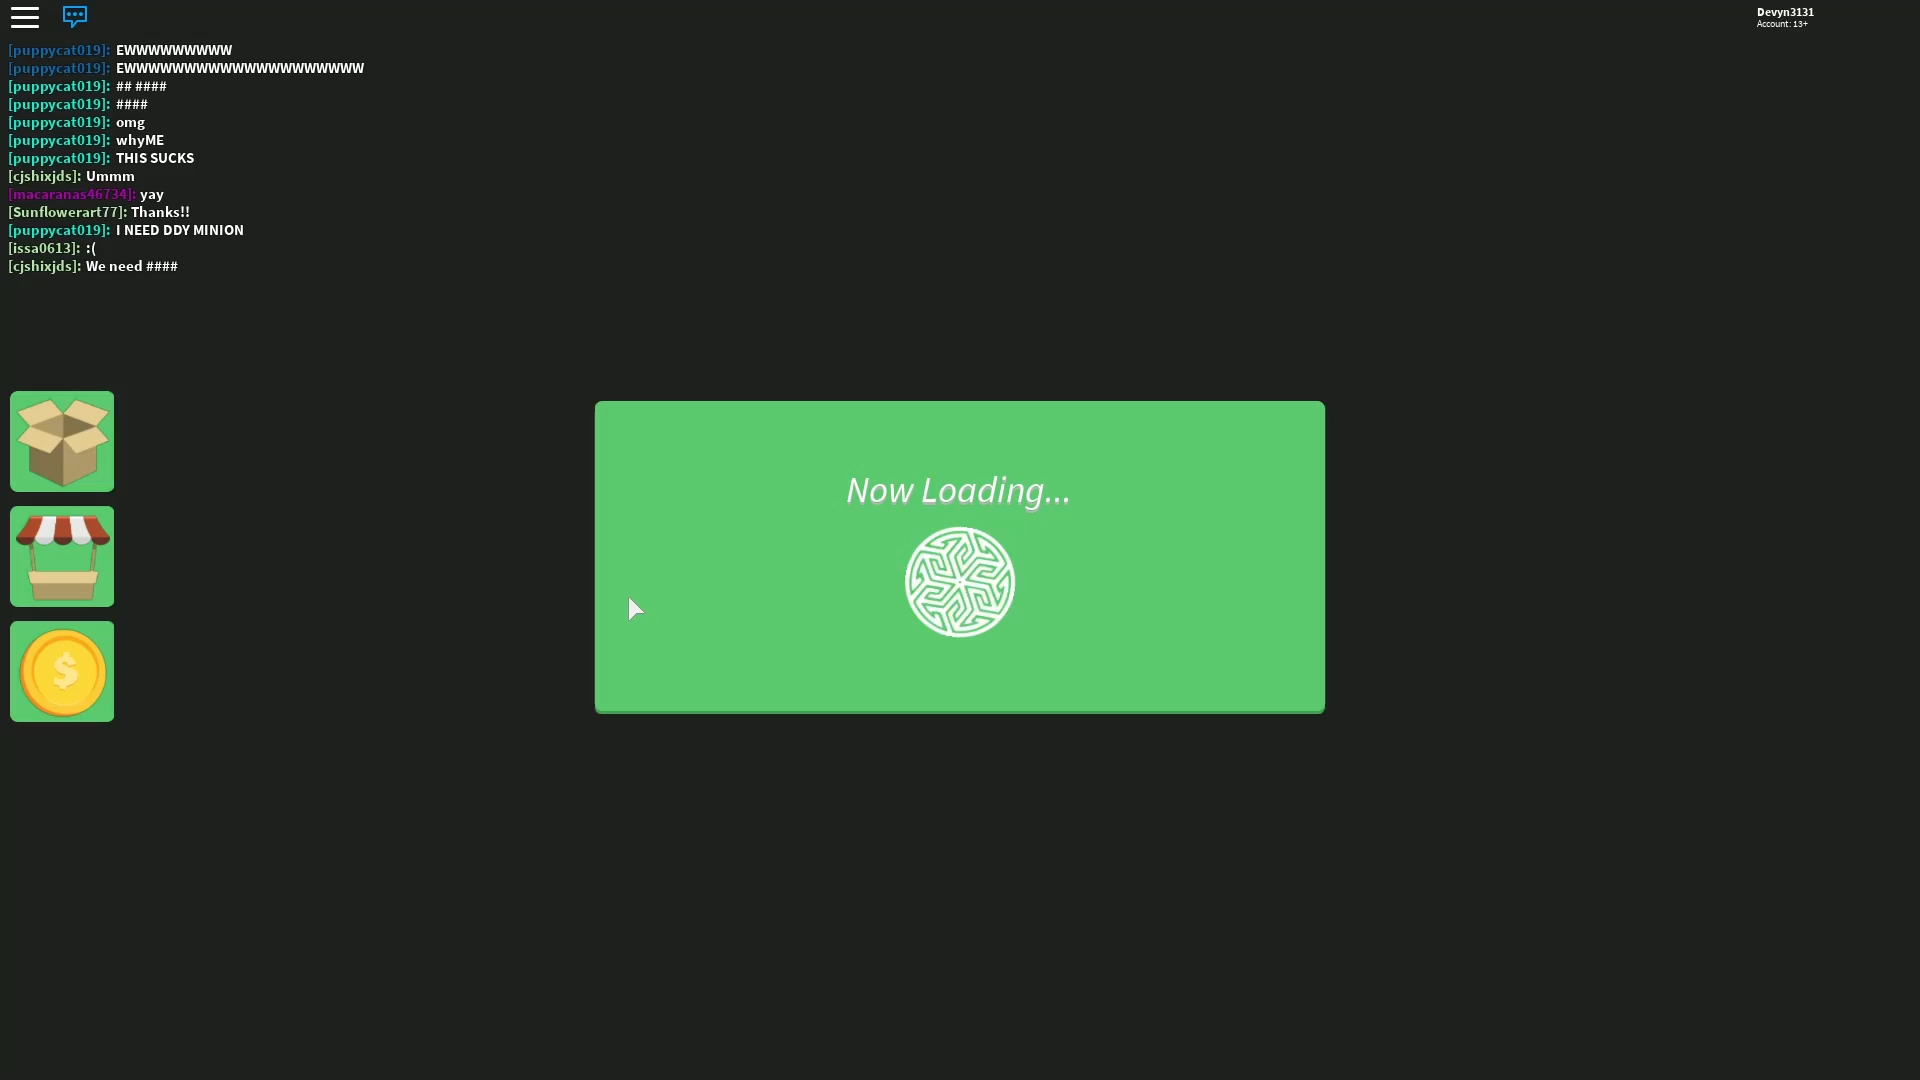 Devyn3131
Account: 13+
[puppycat019]: EWWWWWWWWW
[puppycat019]: EWWWWWWWWWWWWWWWWWWWW
[puppycat019]: ## ####
[puppycat019]: ####
[puppycat019]: omg
[puppycat019]: whyME
[puppycat019]: THIS SUCKS
[cjshixjds]: Ummm
[macaranas46734]: yay
[Sunflowerart77]: Thanks!!
[puppycat019]: I NEED DDY MINION
[issa0613]: :(
[cjshixjds]: We need ####
Now Loading...
$